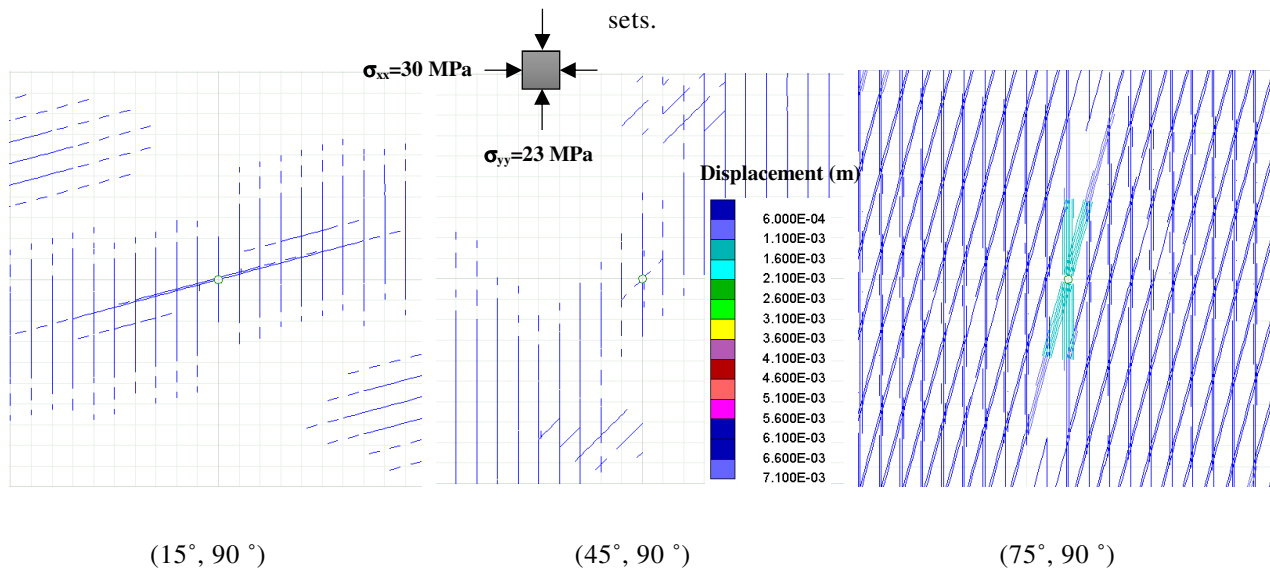 sets.
σxx=30 MPa
σyy=23 MPa
Displacement (m)
6.000E-04
1.100E-03
1.600E-03
2.100E-03
2.600E-03
3.100E-03
3.600E-03
4.100E-03
4.600E-03
5.100E-03
5.600E-03
6.100E-03
6.600E-03
7.100E-03
(15˚, 90 ˚)
(45˚, 90 ˚)
(75˚, 90 ˚)